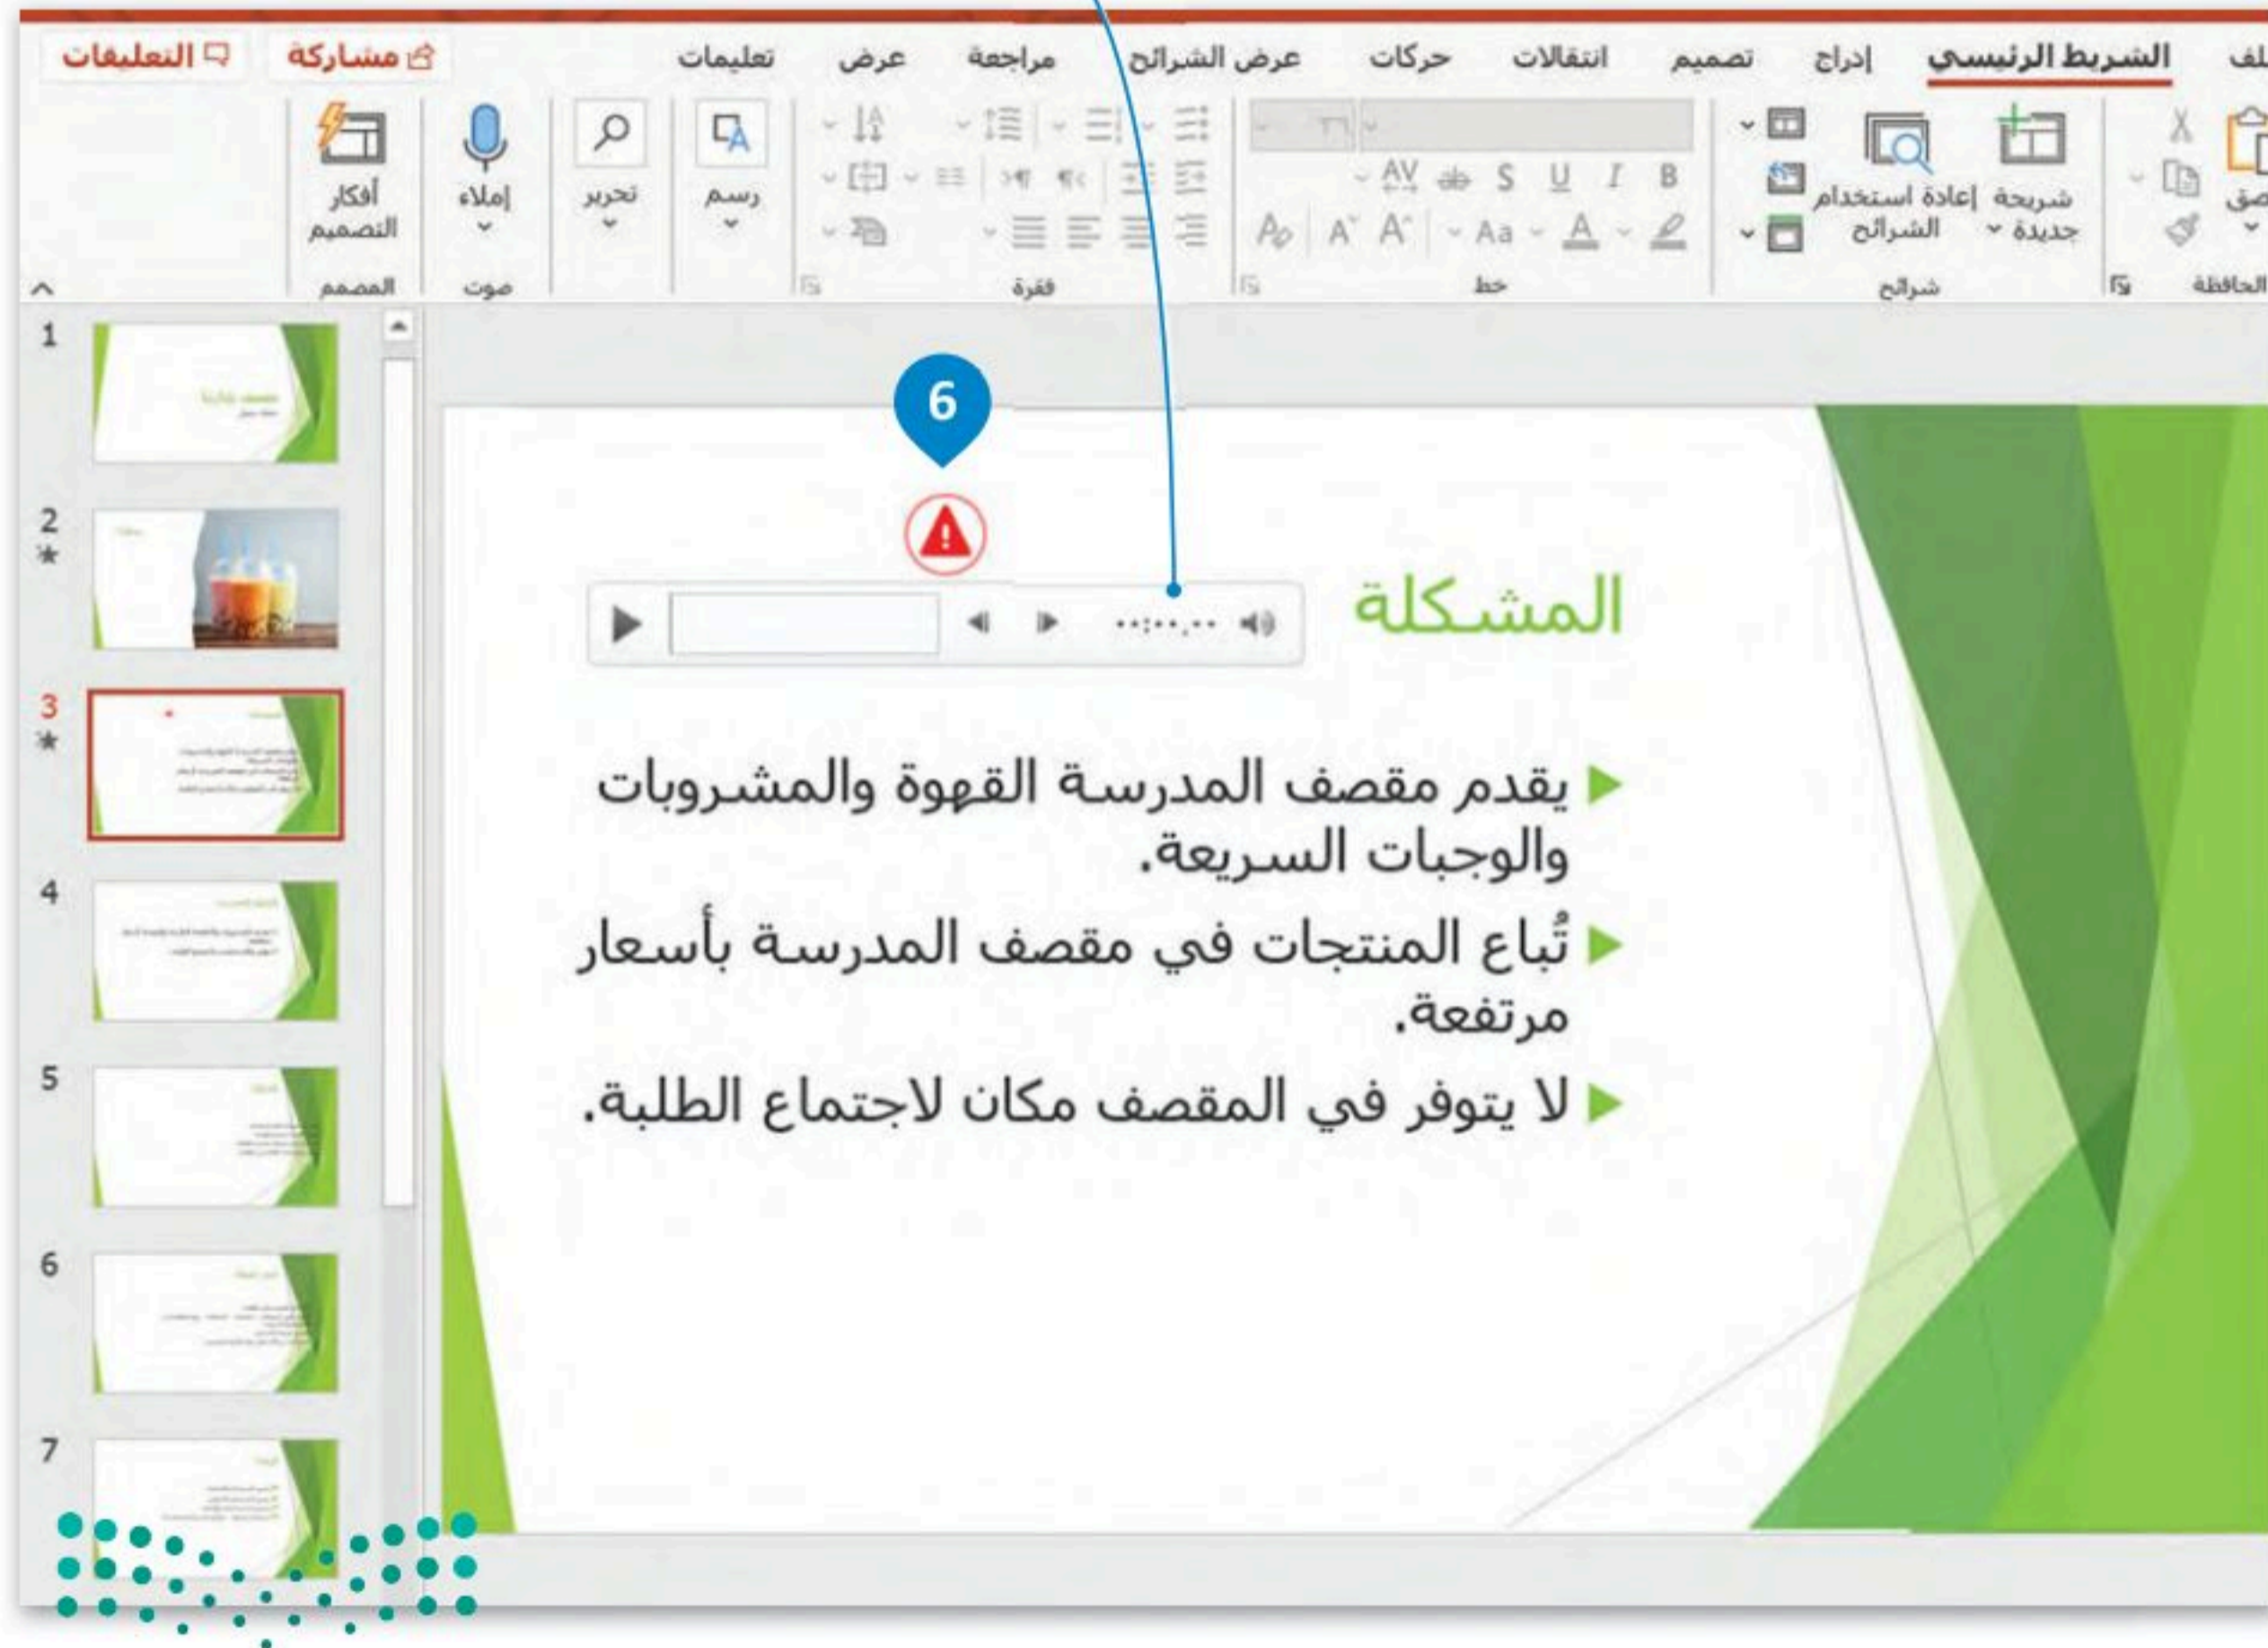 الشريط الرئيسي إدراج تصميم انتقالات حركات عرض الشرائح مراجعة عرض تعليمات مشاركة التعليقات
شريحة جديدة
إعادة استخدام الشرائح
B I U S ab AV
A Aa A A A
رسم
تحرير
إملاء
أفكار التصميم
الحافظة
شرائح
خط
فقرة
صوت
المصمم
6
المشكلة
يقدم مقصف المدرسة القهوة والمشروبات
والوجبات السريعة.
تُباع المنتجات في مقصف المدرسة بأسعار
مرتفعة.
لا يتوفر في المقصف مكان لاجتماع الطلبة.
1
2
3
4
5
6
7